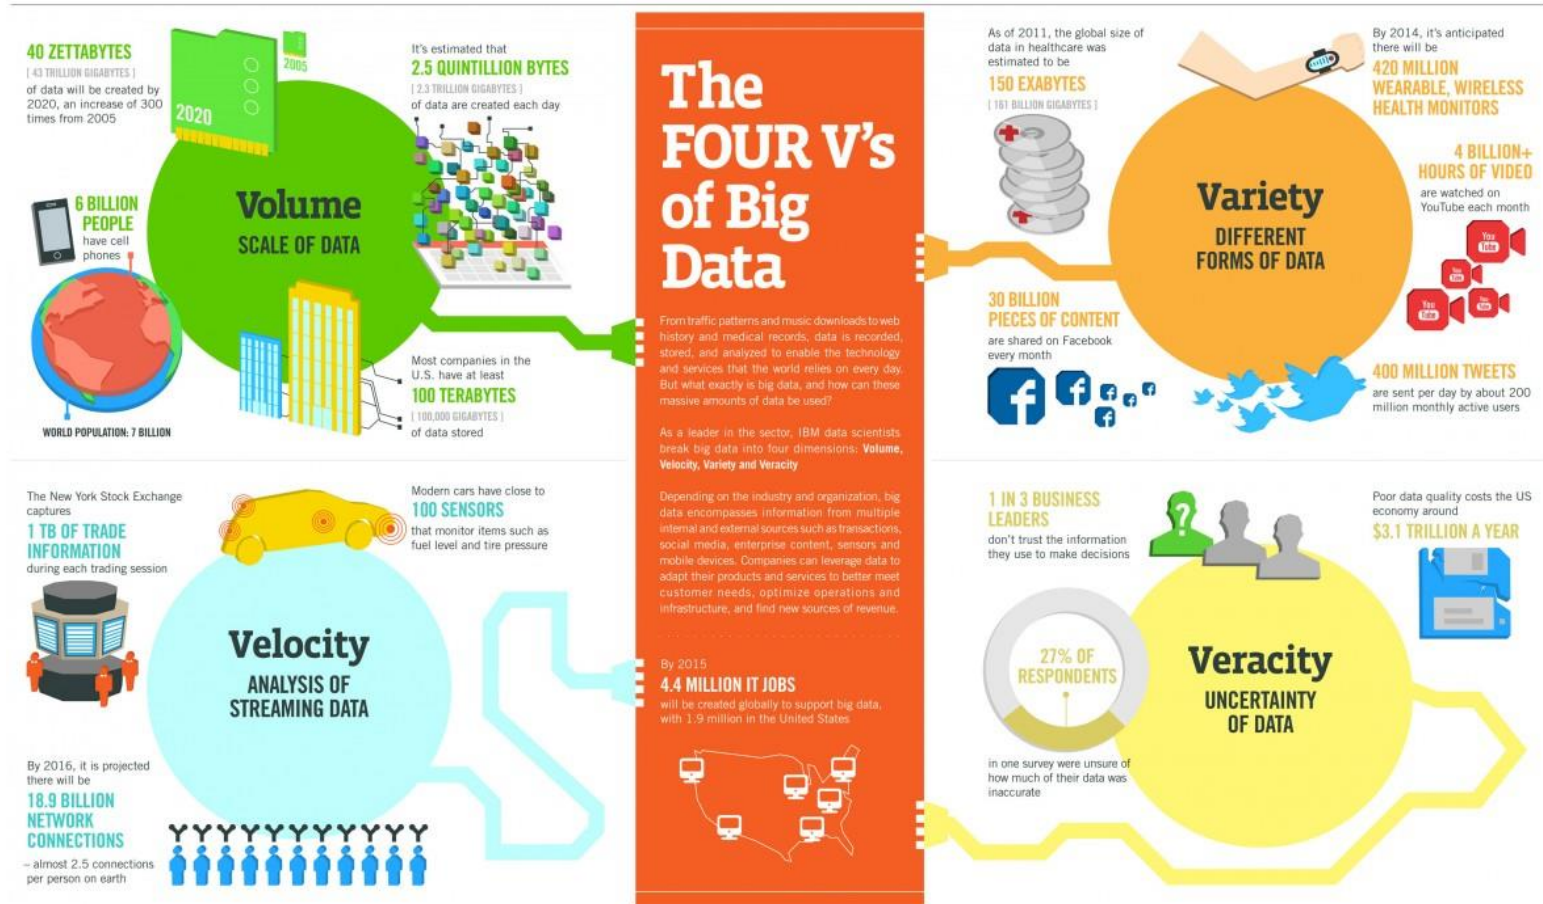 40 ZETTABYTES
[ 43 TRILLION GIGABYTES ]
of data will be created by
2020, an increase of 300
times from 2005
2020
2005
It's estimated that
2.5 QUINTILLION BYTES
[ 2.3 TRILLION GIGABYTES ]
of data are created each day
6 BILLION
PEOPLE
have cell
phones
Volume
SCALE OF DATA
WORLD POPULATION: 7 BILLION
Most companies in the
U.S. have at least
100 TERABYTES
[ 100,000 GIGABYTES ]
of data stored
The New York Stock Exchange
captures
1 TB OF TRADE
INFORMATION
during each trading session
Modern cars have close to
100 SENSORS
that monitor items such as
fuel level and tire pressure
Velocity
ANALYSIS OF
STREAMING DATA
By 2016, it is projected
there will be
18.9 BILLION
NETWORK
CONNECTIONS
– almost 2.5 connections
per person on earth
The
FOUR V's
of Big
Data
From traffic patterns and music downloads to web
history and medical records, data is recorded,
stored, and analyzed to enable the technology
and services that the world relies on every day.
But what exactly is big data, and how can these
massive amounts of data be used?
As a leader in the sector, IBM data scientists
break big data into four dimensions: Volume,
Velocity, Variety and Veracity
Depending on the industry and organization, big
data encompasses information from multiple
internal and external sources such as transactions,
social media, enterprise content, sensors and
mobile devices. Companies can leverage data to
adapt their products and services to better meet
customer needs, optimize operations and
infrastructure, and find new sources of revenue.
By 2015
4.4 MILLION IT JOBS
will be created globally to support big data,
with 1.9 million in the United States
As of 2011, the global size of
data in healthcare was
estimated to be
150 EXABYTES
[ 161 BILLION GIGABYTES ]
By 2014, it's anticipated
there will be
420 MILLION
WEARABLE, WIRELESS
HEALTH MONITORS
4 BILLION+
HOURS OF VIDEO
are watched on
YouTube each month
You
Tube
You
Tube
You
Tube
You
Tube
Variety
DIFFERENT
FORMS OF DATA
30 BILLION
PIECES OF CONTENT
are shared on Facebook
every month
f
f
f
f
f
f
400 MILLION TWEETS
are sent per day by about 200
million monthly active users
1 IN 3 BUSINESS
LEADERS
don't trust the information
they use to make decisions
?
Poor data quality costs the US
economy around
$3.1 TRILLION A YEAR
27% OF
RESPONDENTS
in one survey were unsure of
how much of their data was
inaccurate
Veracity
UNCERTAINTY
OF DATA